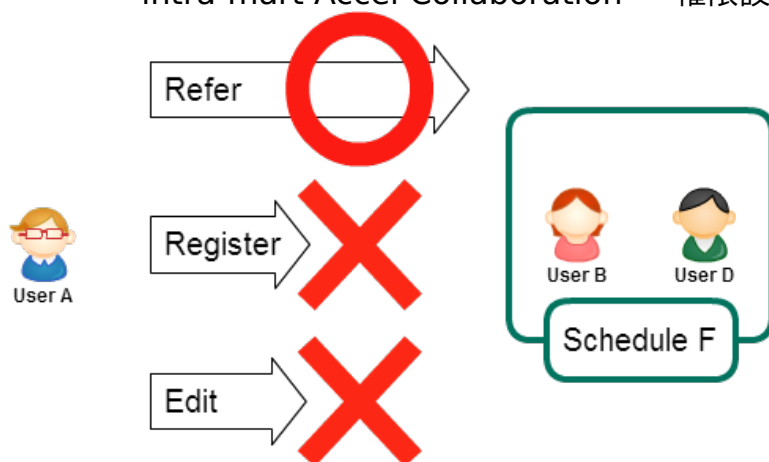 Refer
Register
Edit
User A
User B
User D
Schedule F